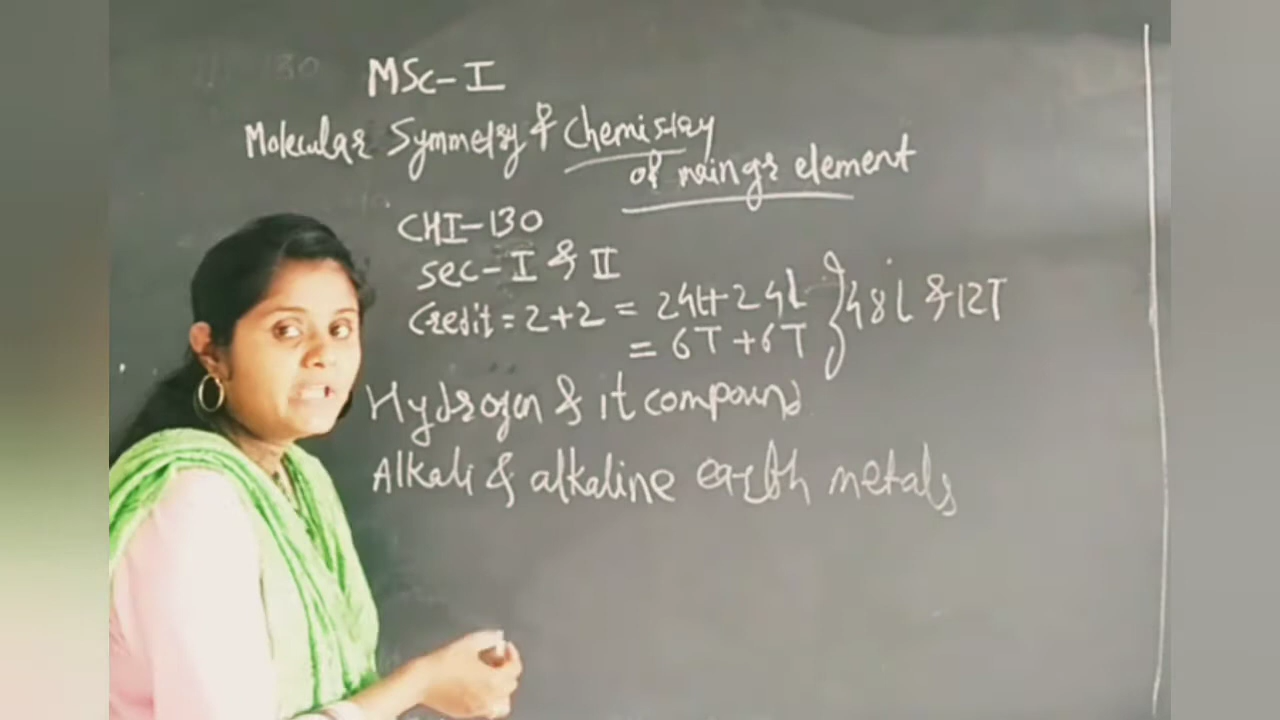 MSc-I
Molecular Symmetry & Chemistay
of maingr element
CHI-130
Sec-I & II
Credit = 2+2 = 24L+24L } 48L & 12T
= 6T+6T
Hydrogen & it compound
Alkali & alkaline earth metals